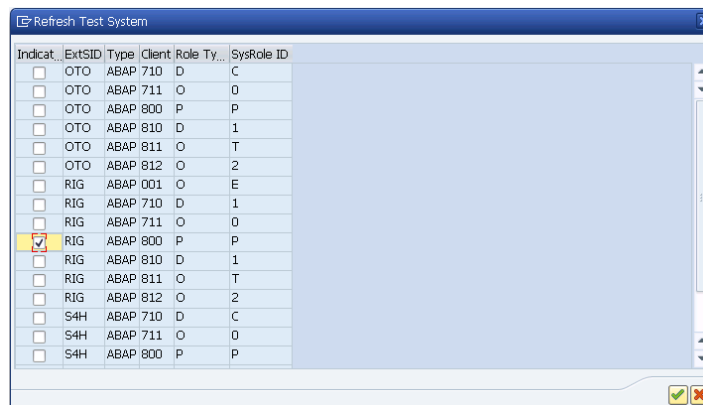 Refresh Test System
Indicat... ExtSID Type Client Role Ty... SysRole ID
OTO ABAP 710 D C
OTO ABAP 711 O 0
OTO ABAP 800 P P
OTO ABAP 810 D 1
OTO ABAP 811 O T
OTO ABAP 812 O 2
RIG ABAP 001 O E
RIG ABAP 710 D 1
RIG ABAP 711 O 0
RIG ABAP 800 P P
RIG ABAP 810 D 1
RIG ABAP 811 O T
RIG ABAP 812 O 2
S4H ABAP 710 D C
S4H ABAP 711 O 0
S4H ABAP 800 P P